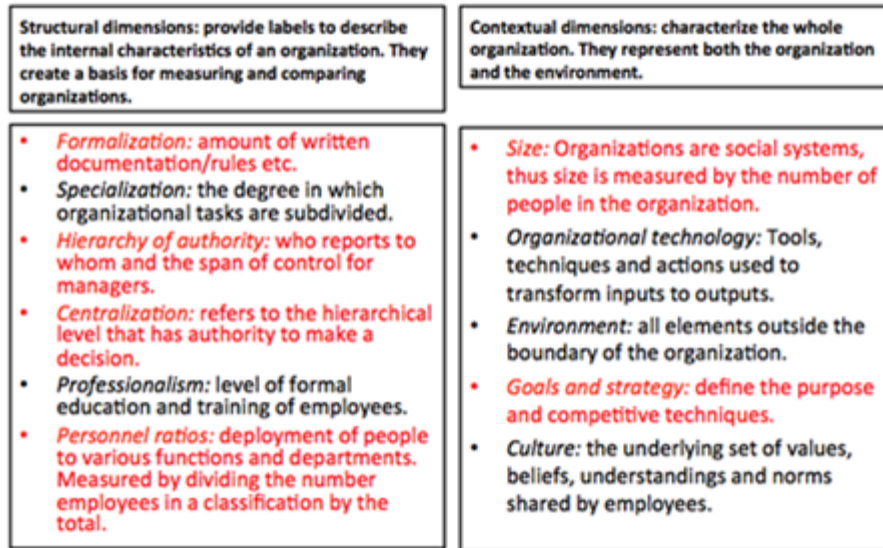 Structural dimensions: provide labels to describe
the internal characteristics of an organization. They
create a basis for measuring and comparing
organizations.
• Formalization: amount of written
documentation/rules etc.
• Specialization: the degree in which
organizational tasks are subdivided.
• Hierarchy of authority: who reports to
whom and the span of control for
managers.
• Centralization: refers to the hierarchical
level that has authority to make a
decision.
• Professionalism: level of formal
education and training of employees.
• Personnel ratios: deployment of people
to various functions and departments.
Measured by dividing the number
employees in a classification by the
total.
Contextual dimensions: characterize the whole
organization. They represent both the organization
and the environment.
• Size: Organizations are social systems,
thus size is measured by the number of
people in the organization.
• Organizational technology: Tools,
techniques and actions used to
transform inputs to outputs.
• Environment: all elements outside the
boundary of the organization.
• Goals and strategy: define the purpose
and competitive techniques.
• Culture: the underlying set of values,
beliefs, understandings and norms
shared by employees.